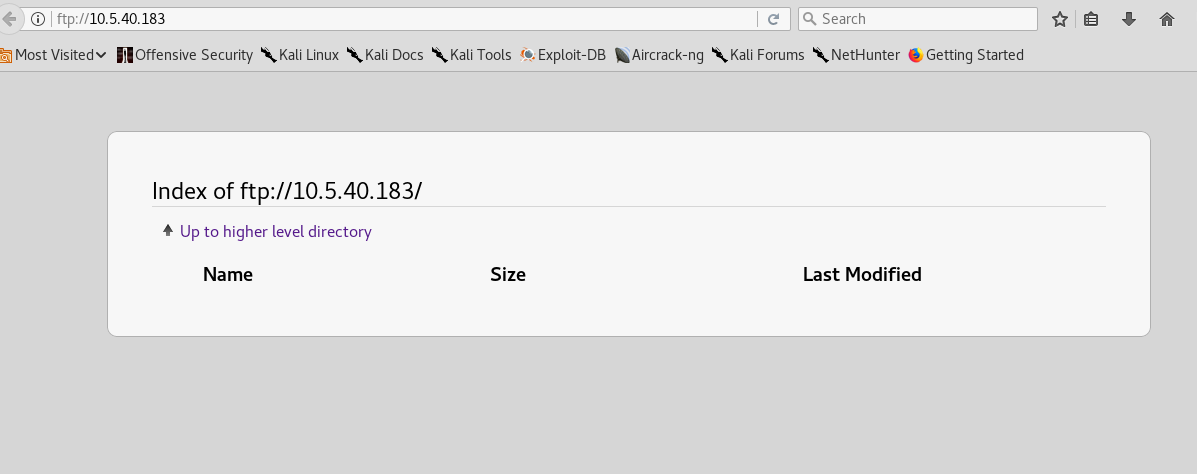 ftp://10.5.40.183 Search
Most Visited Offensive Security Kali Linux Kali Docs Kali Tools Exploit-DB Aircrack-ng Kali Forums NetHunter Getting Started
Index of ftp://10.5.40.183/
Up to higher level directory
Name Size Last Modified